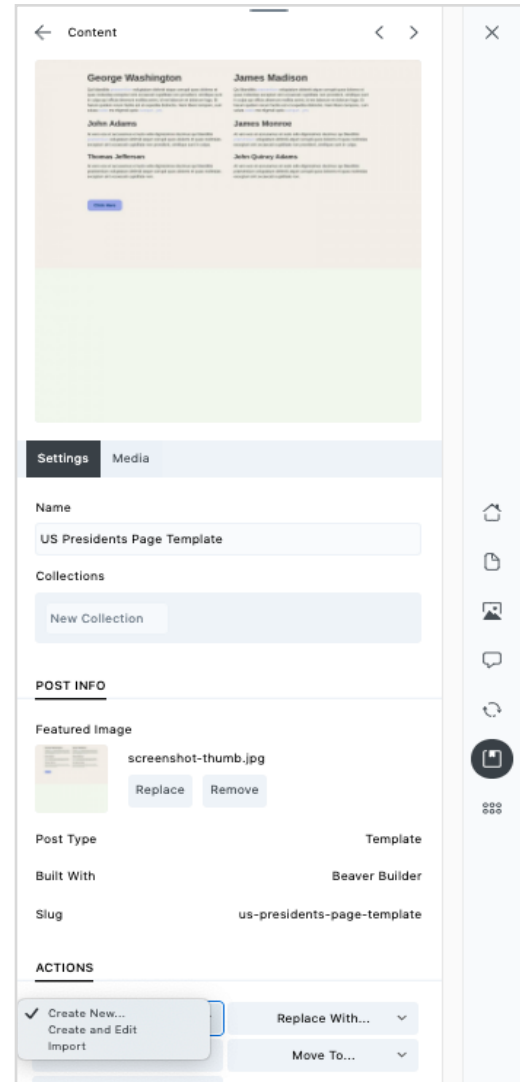 Content
George Washington
James Madison
John Adams
James Monroe
Thomas Jefferson
John Quincy Adams
Settings
Media
Name
US Presidents Page Template
Collections
New Collection
POST INFO
Featured Image
screenshot-thumb.jpg
Replace
Remove
Post Type
Template
Built With
Beaver Builder
Slug
us-presidents-page-template
ACTIONS
Create New...
Create and Edit
Import
Replace With...
Move To...